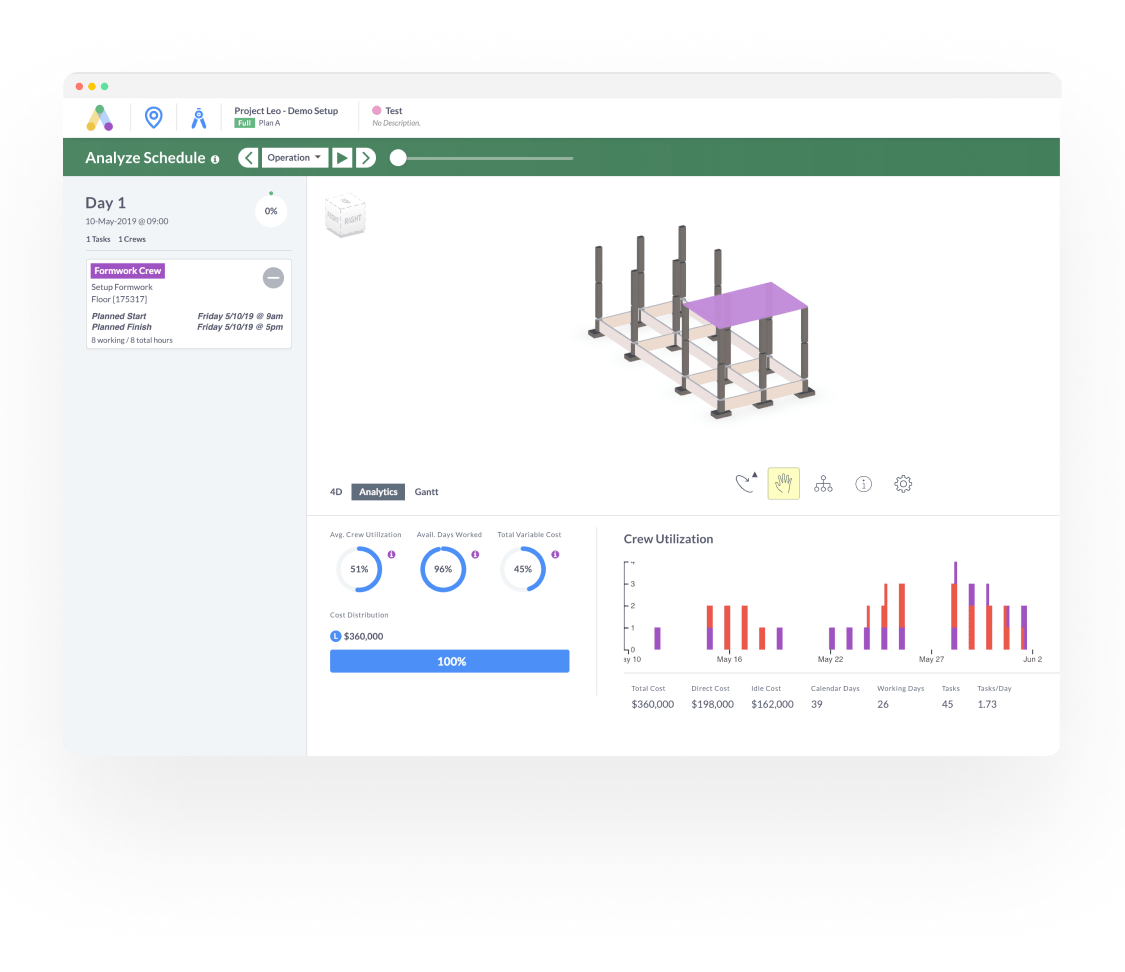 Project Leo - Demo Setup
Full Plan A
Test
No Description.
Analyze Schedule
Operation
Day 1
10-May-2019 @ 09:00
0%
1 Tasks 1 Crews
Formwork Crew
Setup Formwork
Floor [175317]
Planned Start Friday 5/10/19 @ 9am
Planned Finish Friday 5/10/19 @ 5pm
8 working / 8 total hours
RIGHT
4D Analytics Gantt
Avg. Crew Utilization Avail. Days Worked Total Variable Cost
51% 96% 45%
Cost Distribution
L $360,000
100%
Crew Utilization
3
2
1
0
ay 10 May 16 May 22 May 27 Jun 2
Total Cost Direct Cost Idle Cost Calendar Days Working Days Tasks Tasks/Day
$360,000 $198,000 $162,000 39 26 45 1.73